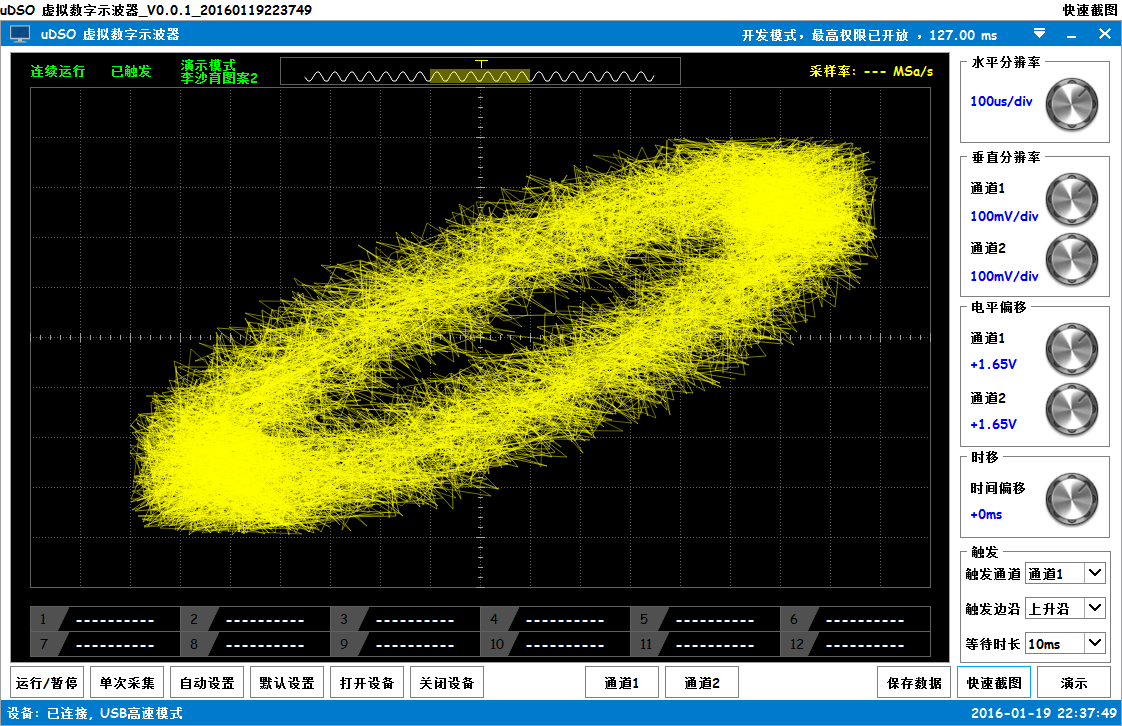 uDSO 虚拟数字示波器_V0.0.1_20160119223749 快速截图
uDSO 虚拟数字示波器 开发模式，最高权限已开放 ，127.00 ms
连续运行 已触发 演示模式
李沙育图案2
T
采样率: --- MSa/s
水平分辨率
100us/div
垂直分辨率
通道1
100mV/div
通道2
100mV/div
电平偏移
通道1
+1.65V
通道2
+1.65V
时移
时间偏移
+0ms
触发
触发通道 通道1
触发边沿 上升沿
等待时长 10ms
1 ---------- 2 ---------- 3 ---------- 4 ---------- 5 ---------- 6 ----------
7 ---------- 8 ---------- 9 ---------- 10 ---------- 11 ---------- 12 ----------
运行/暂停 单次采集 自动设置 默认设置 打开设备 关闭设备 通道1 通道2 保存数据 快速截图 演示
设备: 已连接, USB高速模式 2016-01-19 22:37:49